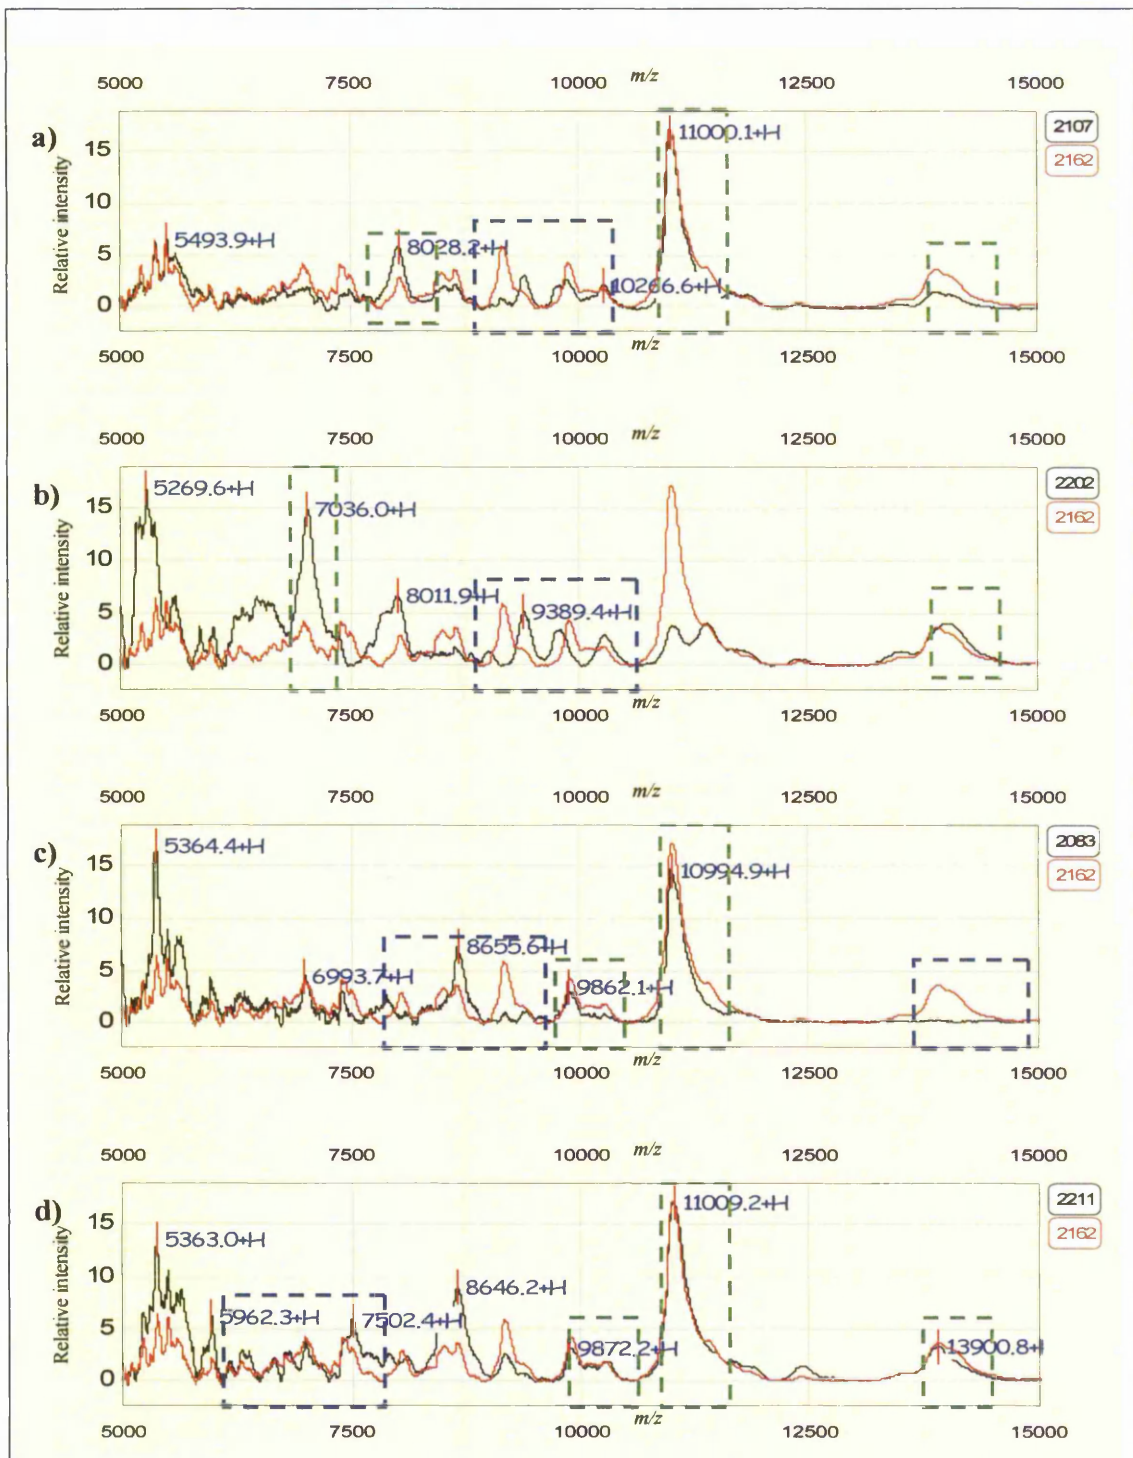 5000 7500 10000 m/z 12500 15000
a)
Relative intensity
15
10
5
0
5493.9+H
8028.2+H
10266.6+H
11000.1+H
2107
2162
5000 7500 10000 m/z 12500 15000
5000 7500 10000 m/z 12500 15000
b)
Relative intensity
15
10
5
0
5269.6+H
7036.0+H
8011.9+H
9389.4+H
2202
2162
5000 7500 10000 m/z 12500 15000
5000 7500 10000 m/z 12500 15000
c)
Relative intensity
15
10
5
0
5364.4+H
6993.7+H
8655.6+H
9862.1+H
10994.9+H
2083
2162
5000 7500 10000 m/z 12500 15000
5000 7500 10000 m/z 12500 15000
d)
Relative intensity
15
10
5
0
5363.0+H
5962.3+H
7502.4+H
8646.2+H
9872.2+H
11009.2+H
13900.8+H
2211
2162
5000 7500 10000 m/z 12500 15000